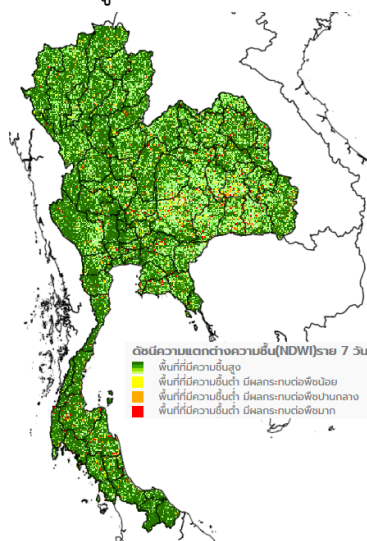 ดัชนีความแตกต่างความชื้น(NDWI)ราย 7 วัน
พื้นที่ที่มีความชื้นสูง
พื้นที่ที่มีความชื้นต่ำ มีผลกระทบต่อพืชน้อย
พื้นที่ที่มีความชื้นต่ำ มีผลกระทบต่อพืชปานกลาง
พื้นที่ที่มีความชื้นต่ำ มีผลกระทบต่อพืชมาก